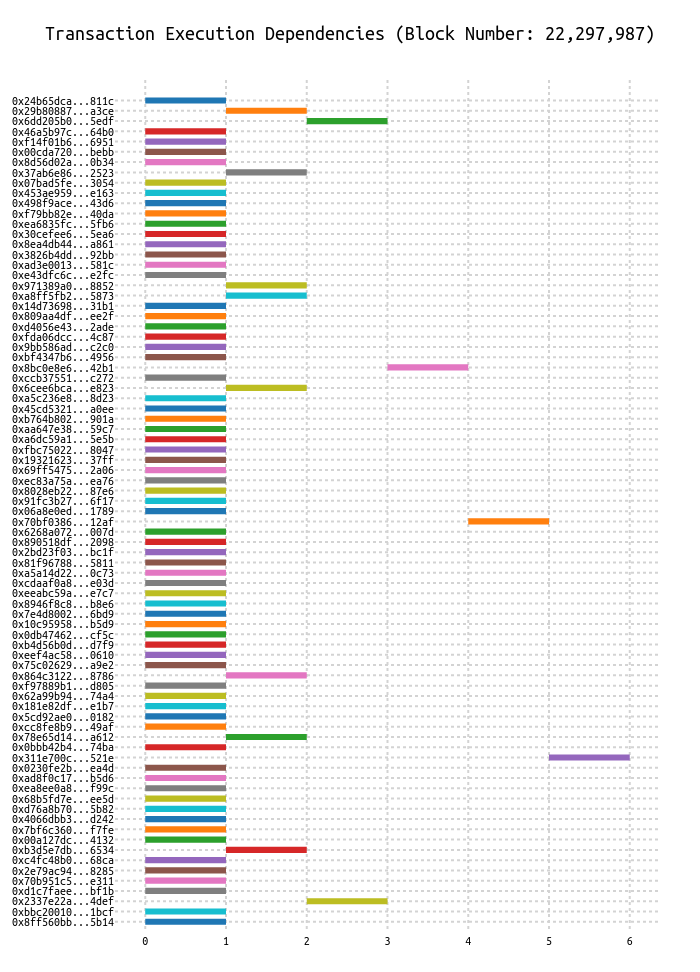 Transaction Execution Dependencies (Block Number: 22,297,987)
0x24b65dca...811c
0x29b80887...a3ce
0x6dd205b0...5edf
0x46a5b97c...64b0
0xf14f01b6...6951
0x00cda720...bebb
0x8d56d02a...0b34
0x37ab6e86...2523
0x07bad5fe...3054
0x453ae959...e163
0x498f9ace...43d6
0xf79bb82e...40da
0xea6835fc...5fb6
0x30cefee6...5ea6
0x8ea4db44...a861
0x3826b4dd...92bb
0xad3e0013...581c
0xe43dfc6c...e2fc
0x971389a0...8852
0xa8ff5fb2...5873
0x14d73698...31b1
0x809aa4df...ee2f
0xd4056e43...2ade
0xfda06dcc...4c87
0x9bb586ad...c2c0
0xbf4347b6...4956
0x8bc0e8e6...42b1
0xccb37551...c272
0x6cee6bca...e823
0xa5c236e8...8d23
0x45cd5321...a0ee
0xb764b802...901a
0xaa647e38...59c7
0xa6dc59a1...5e5b
0xfbc75022...8047
0x19321623...37ff
0x69ff5475...2a06
0xec83a75a...ea76
0x8028eb22...87e6
0x91fc3b27...6f17
0x06a8e0ed...1789
0x70bf0386...12af
0x6268a072...007d
0x890518df...2098
0x2bd23f03...bc1f
0x81f96788...5811
0xa5a14d22...0c73
0xcdaaf0a8...e03d
0xeeabc59a...e7c7
0x8946f8c8...b8e6
0x7e4d8002...6bd9
0x10c95958...b5d9
0x0db47462...cf5c
0xb4d56b0d...d7f9
0xeef4ac58...0610
0x75c02629...a9e2
0x864c3122...8786
0xf97889b1...d805
0x62a99b94...74a4
0x181e82df...e1b7
0x5cd92ae0...0182
0xcc8fe8b9...49af
0x78e65d14...a612
0x0bbb42b4...74ba
0x311e700c...521e
0x0230fe2b...ea4d
0xad8f0c17...b5d6
0xea8ee0a8...f99c
0x68b5fd7e...ee5d
0xd76a8b70...5b82
0x4066dbb3...d242
0x7bf6c360...f7fe
0x00a127dc...4132
0xb3d5e7db...6534
0xc4fc48b0...68ca
0x2e79ac94...8285
0x70b951c5...e311
0xd1c7faee...bf1b
0x2337e22a...4def
0xbbc20010...1bcf
0x8ff560bb...5b14
0 1 2 3 4 5 6